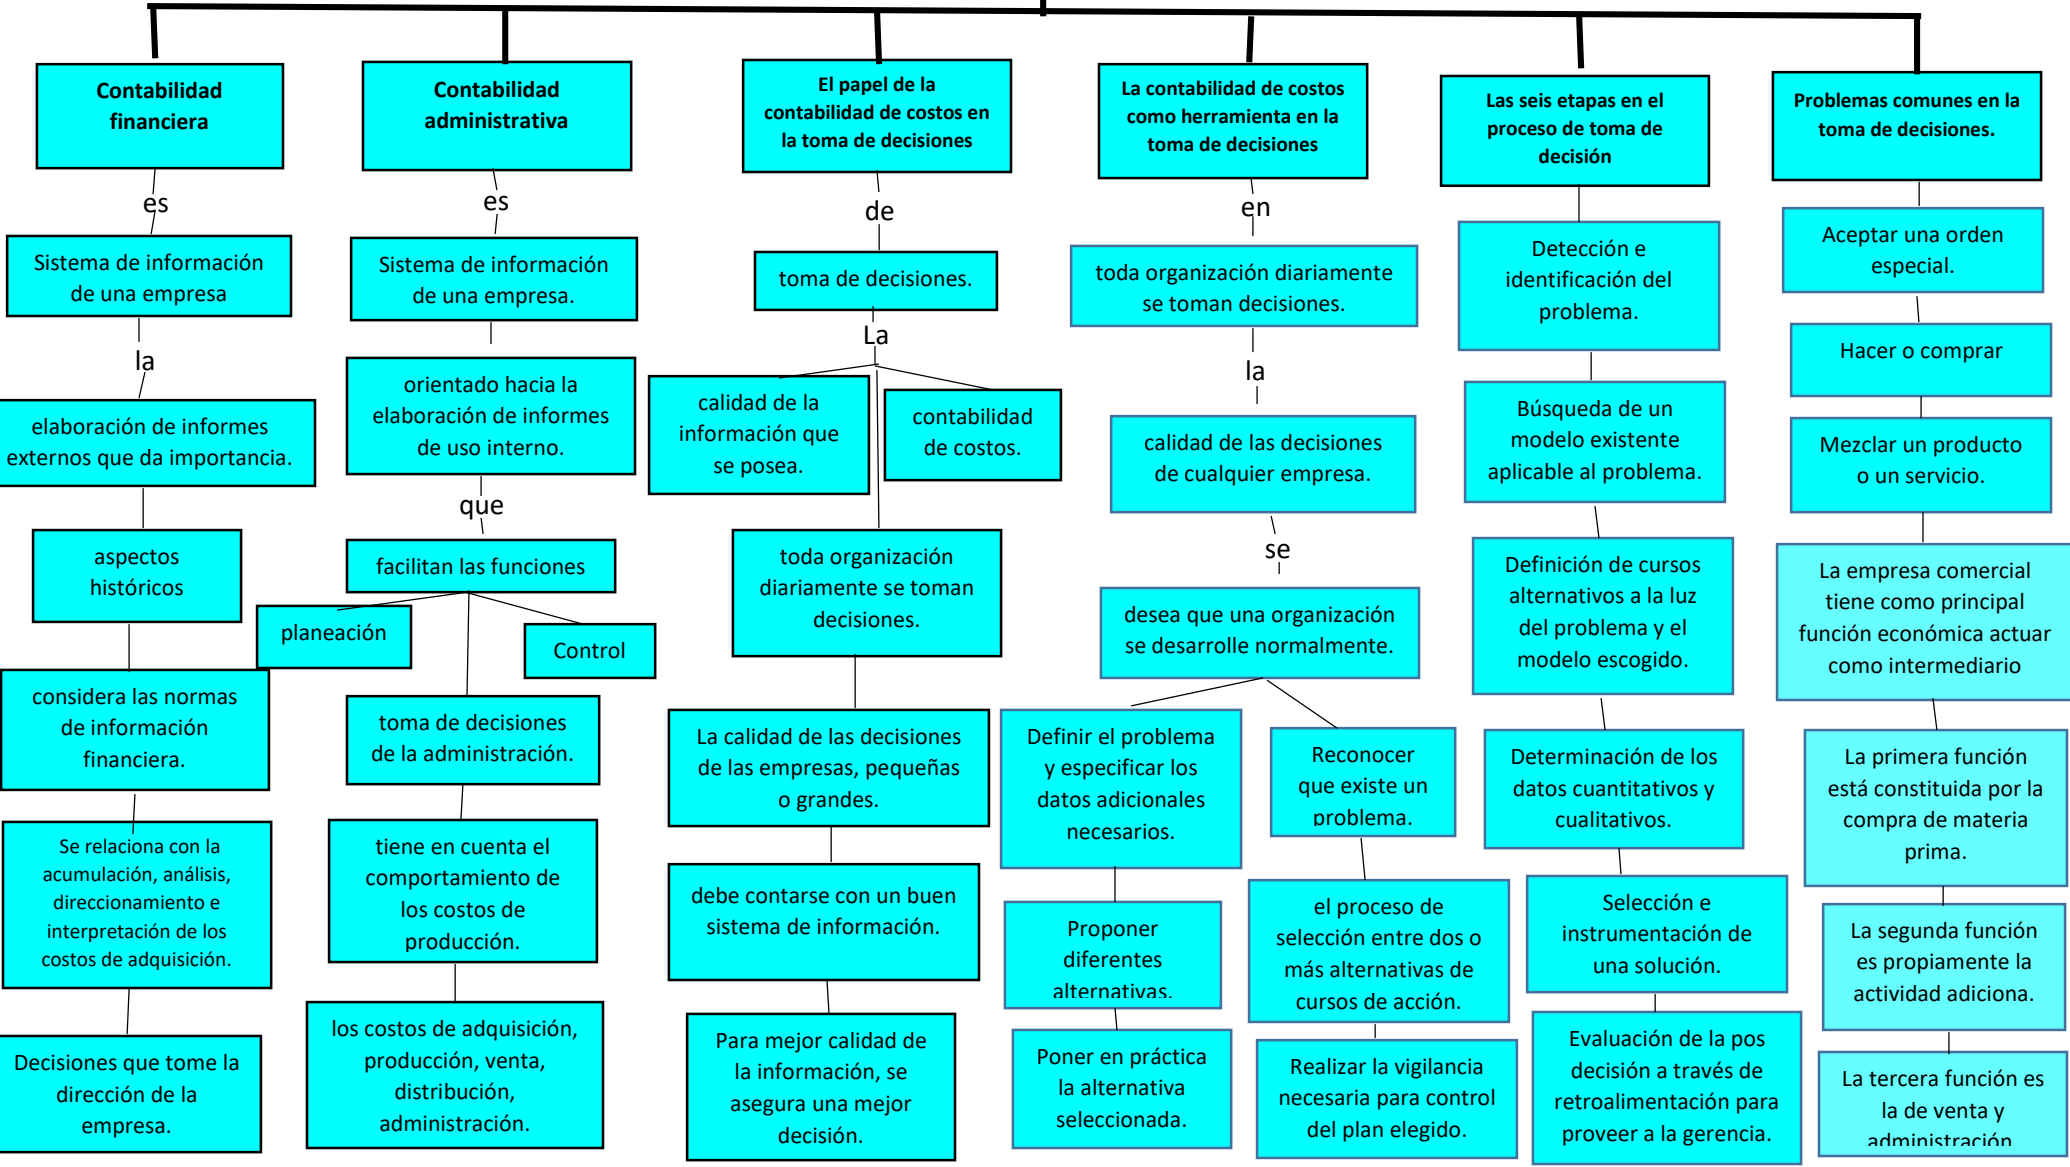 Contabilidad
financiera
es
Sistema de información
de una empresa
la
elaboración de informes
externos que da importancia.
aspectos
históricos
considera las normas
de información
financiera.
Se relaciona con la
acumulación, análisis,
direccionamiento e
interpretación de los
costos de adquisición.
Decisiones que tome la
dirección de la
empresa.
Contabilidad
administrativa
es
Sistema de información
de una empresa.
orientado hacia la
elaboración de informes
de uso interno.
que
facilitan las funciones
planeación
Control
toma de decisiones
de la administración.
tiene en cuenta el
comportamiento de
los costos de
producción.
los costos de adquisición,
producción, venta,
distribución,
administración.
El papel de la
contabilidad de costos en
la toma de decisiones
de
toma de decisiones.
La
calidad de la
información que
se posea.
contabilidad
de costos.
toda organización
diariamente se toman
decisiones.
La calidad de las decisiones
de las empresas, pequeñas
o grandes.
debe contarse con un buen
sistema de información.
Para mejor calidad de
la información, se
asegura una mejor
decisión.
La contabilidad de costos
como herramienta en la
toma de decisiones
en
toda organización diariamente
se toman decisiones.
la
calidad de las decisiones
de cualquier empresa.
se
desea que una organización
se desarrolle normalmente.
Definir el problema
y especificar los
datos adicionales
necesarios.
Proponer
diferentes
alternativas.
Poner en práctica
la alternativa
seleccionada.
Reconocer
que existe un
problema.
el proceso de
selección entre dos o
más alternativas de
cursos de acción.
Realizar la vigilancia
necesaria para control
del plan elegido.
Las seis etapas en el
proceso de toma de
decisión
Detección e
identificación del
problema.
Búsqueda de un
modelo existente
aplicable al problema.
Definición de cursos
alternativos a la luz
del problema y el
modelo escogido.
Determinación de los
datos cuantitativos y
cualitativos.
Selección e
instrumentación de
una solución.
Evaluación de la pos
decisión a través de
retroalimentación para
proveer a la gerencia.
Problemas comunes en la
toma de decisiones.
Aceptar una orden
especial.
Hacer o comprar
Mezclar un producto
o un servicio.
La empresa comercial
tiene como principal
función económica actuar
como intermediario
La primera función
está constituida por la
compra de materia
prima.
La segunda función
es propiamente la
actividad adiciona.
La tercera función es
la de venta y
administración